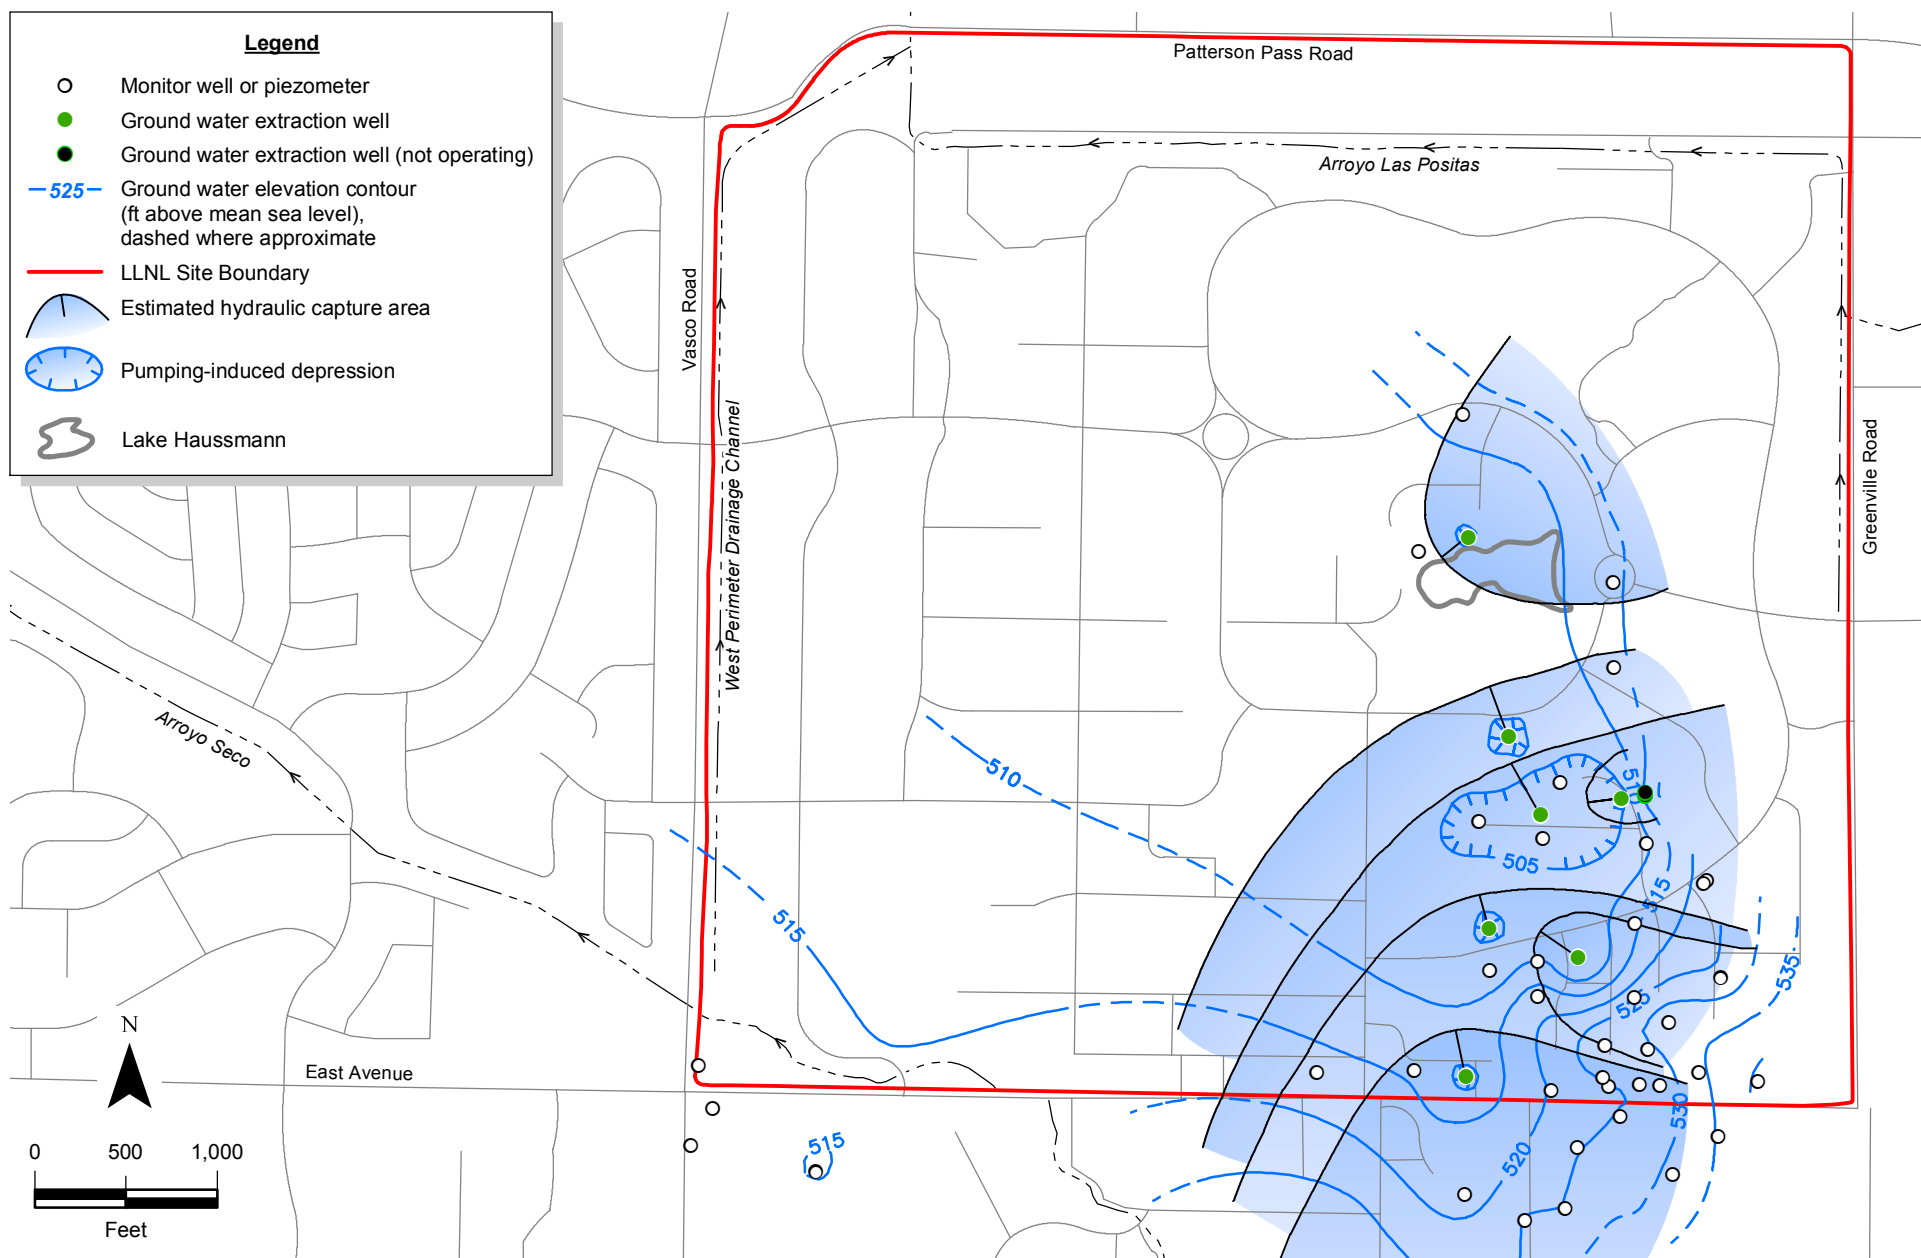 Legend
Monitor well or piezometer
Ground water extraction well
Ground water extraction well (not operating)
525
Ground water elevation contour
(ft above mean sea level),
dashed where approximate
LLNL Site Boundary
Estimated hydraulic capture area
Pumping-induced depression
Lake Haussmann
Patterson Pass Road
Arroyo Las Positas
Vasco Road
West Perimeter Drainage Channel
Greenville Road
Arroyo Seco
510
510
505
515
515
535
525
N
East Avenue
530
515
520
0 500 1,000
Feet